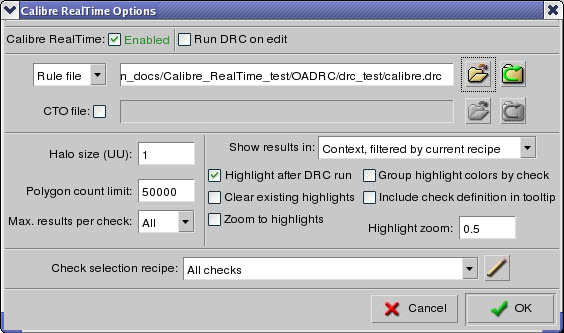 Calibre RealTime Options
Calibre RealTime: Enabled Run DRC on edit
Rule file n_docs/Calibre_RealTime_test/OADRC/drc_test/calibre.drc
CTO file:
Halo size (UU): 1
Show results in: Context, filtered by current recipe
Highlight after DRC run Group highlight colors by check
Polygon count limit: 50000
Clear existing highlights Include check definition in tooltip
Max. results per check: All
Zoom to highlights
Highlight zoom: 0.5
Check selection recipe: All checks
Cancel OK